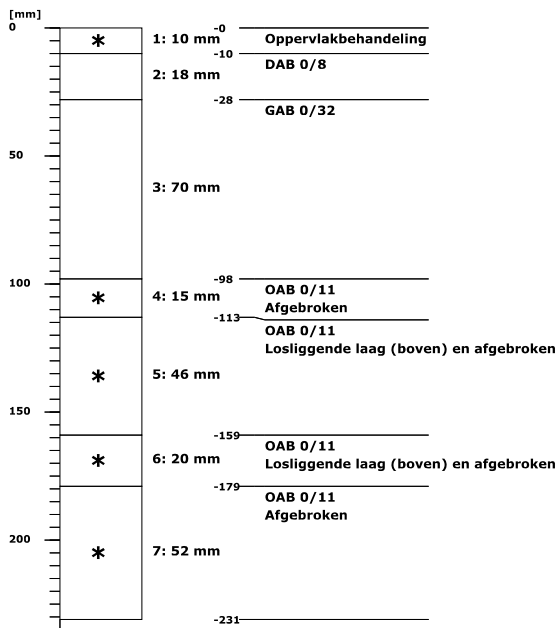 [mm]
0
-0
1: 10 mm
Oppervlakbehandeling
-10
DAB 0/8
2: 18 mm
-28
GAB 0/32
50
3: 70 mm
-98
100
OAB 0/11
4: 15 mm
Afgebroken
-113
OAB 0/11
Losliggende laag (boven) en afgebroken
5: 46 mm
150
-159
OAB 0/11
6: 20 mm
Losliggende laag (boven) en afgebroken
-179
OAB 0/11
Afgebroken
200
7: 52 mm
-231